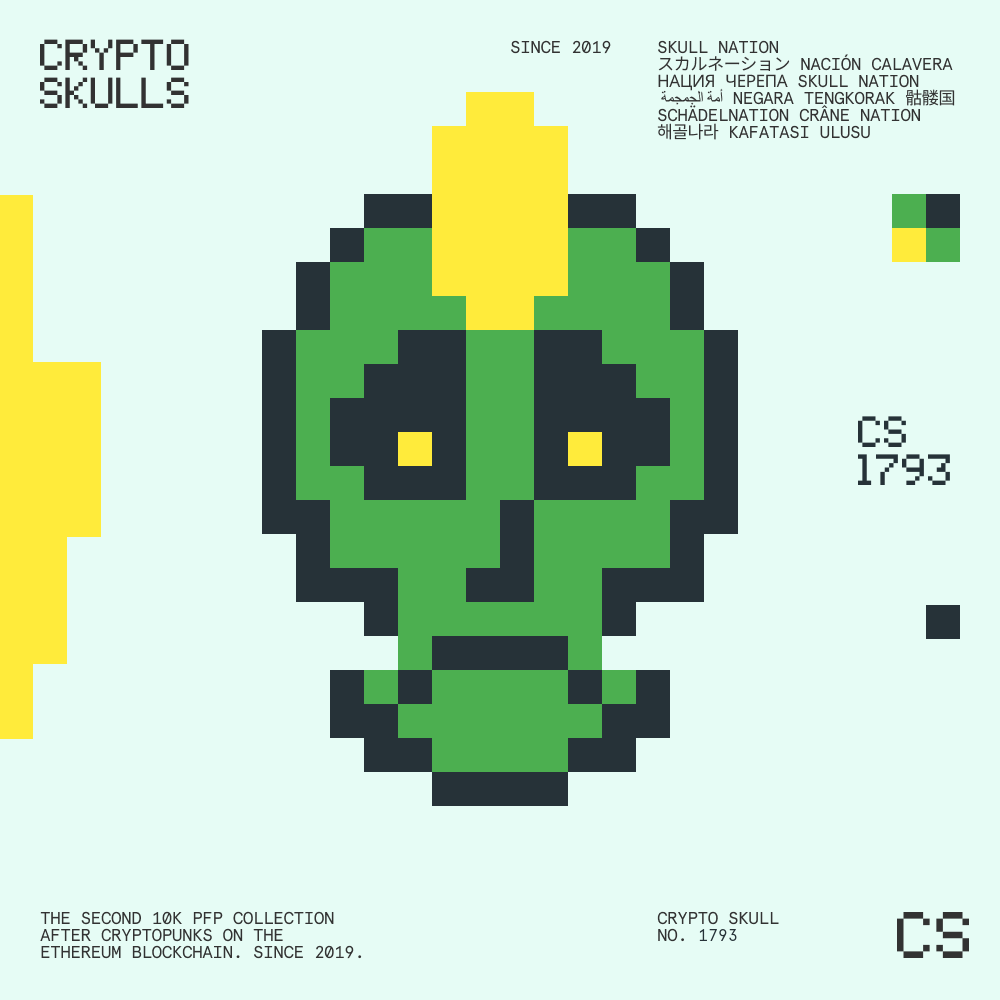 CRYPTO
SKULLS
SINCE 2019
SKULL NATION
スカルネーション NACIÓN CALAVERA
НАЦИЯ ЧЕРЕПА SKULL NATION
أمة الجمجمة NEGARA TENGKORAK 骷髅国
SCHÄDELNATION CRÂNE NATION
해골나라 KAFATASI ULUSU
CS
1793
THE SECOND 10K PFP COLLECTION
AFTER CRYPTOPUNKS ON THE
ETHEREUM BLOCKCHAIN. SINCE 2019.
CRYPTO SKULL
NO. 1793
CS